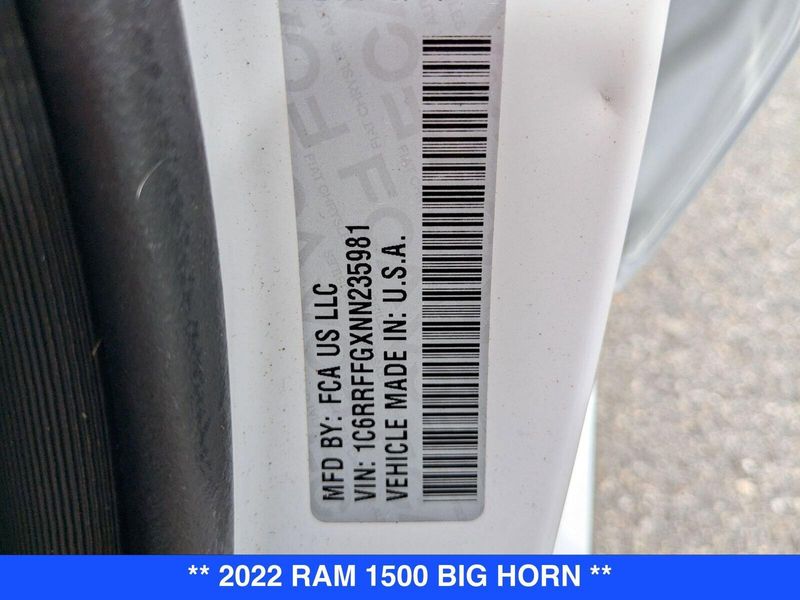 MFD BY: FCA US LLC
VIN: 1C6RRFFGXNN235981
VEHICLE MADE IN: U.S.A.
** 2022 RAM 1500 BIG HORN **